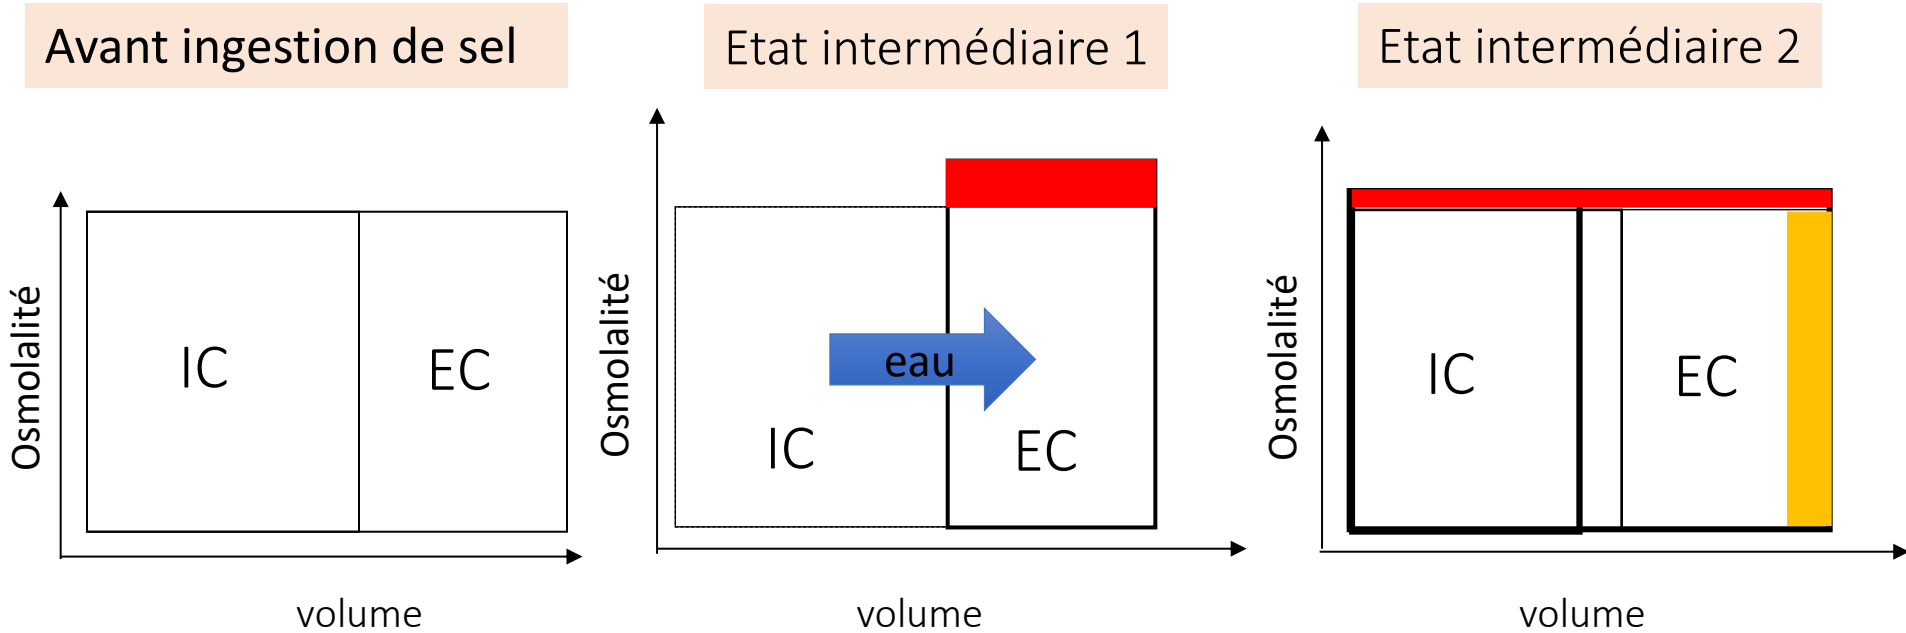 Avant ingestion de sel
Etat intermédiaire 1
Etat intermédiaire 2
Osmolalité
IC
EC
volume
Osmolalité
eau
IC
EC
volume
Osmolalité
IC
EC
volume